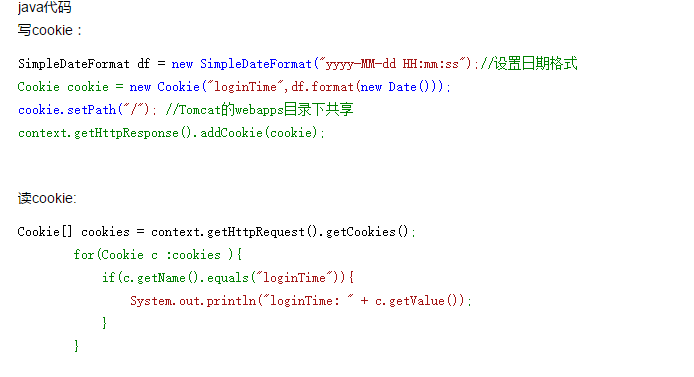 java代码
写cookie：
SimpleDateFormat df = new SimpleDateFormat("yyyy-MM-dd HH:mm:ss");//设置日期格式
Cookie cookie = new Cookie("loginTime",df.format(new Date()));
cookie.setPath("/"); //Tomcat的webapps目录下共享
context.getHttpResponse().addCookie(cookie);
读cookie:
Cookie[] cookies = context.getHttpRequest().getCookies();
for(Cookie c :cookies ){
if(c.getName().equals("loginTime")){
System.out.println("loginTime: " + c.getValue());
}
}